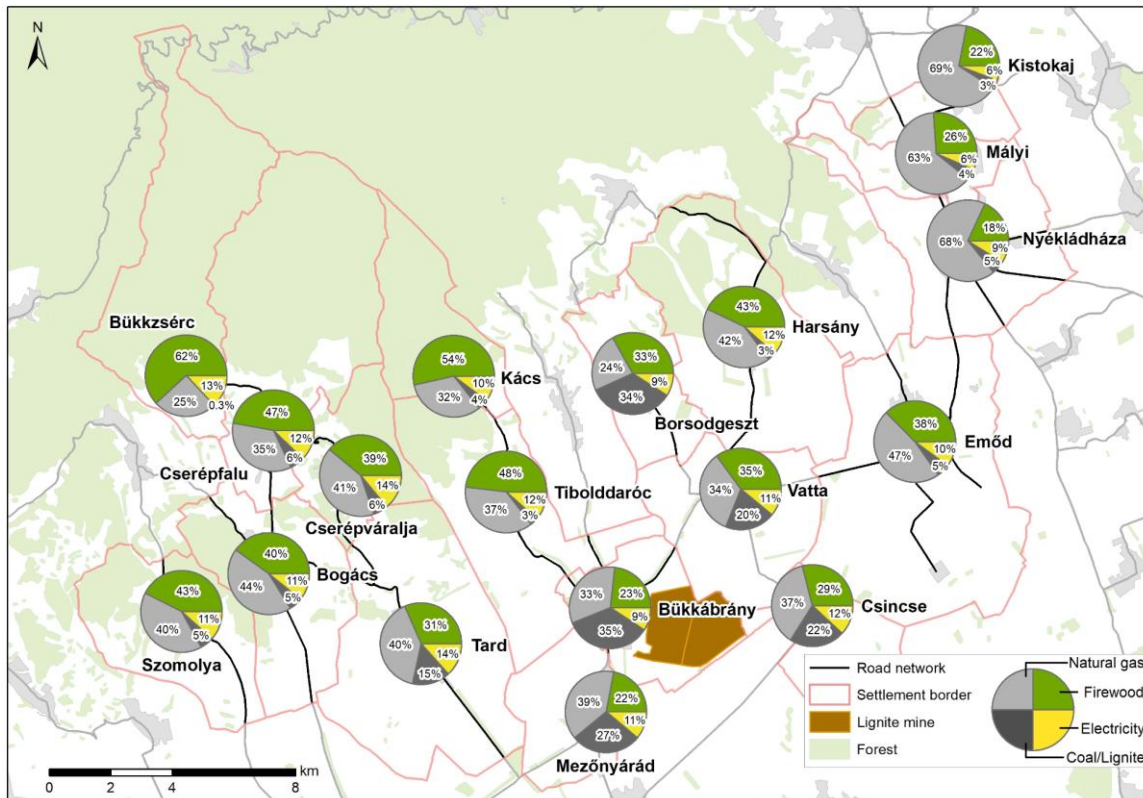 N
22%
69%
6%
3%
Kistokaj
26%
63%
6%
4%
Mályi
18%
68%
9%
5%
Nyékládháza
43%
42%
12%
3%
Harsány
Bükkzsérc
62%
13%
25%
0.3%
54%
10%
32%
4%
Kács
33%
24%
9%
34%
Borsodgeszt
47%
12%
35%
6%
Cserépfalu
39%
41%
14%
6%
Cserépváralja
48%
37%
12%
3%
Tibolddaróc
35%
34%
11%
20%
Vatta
38%
47%
10%
5%
Emőd
40%
44%
11%
5%
Bogács
43%
40%
11%
5%
Szomolya
31%
40%
14%
15%
Tard
33%
23%
9%
35%
Bükkábrány
29%
37%
12%
22%
Csincse
39%
22%
11%
27%
Mezőnyárád
Road network
Settlement border
Lignite mine
Forest
Natural gas
Firewood
Electricity
Coal/Lignite
km
0 2 4 8